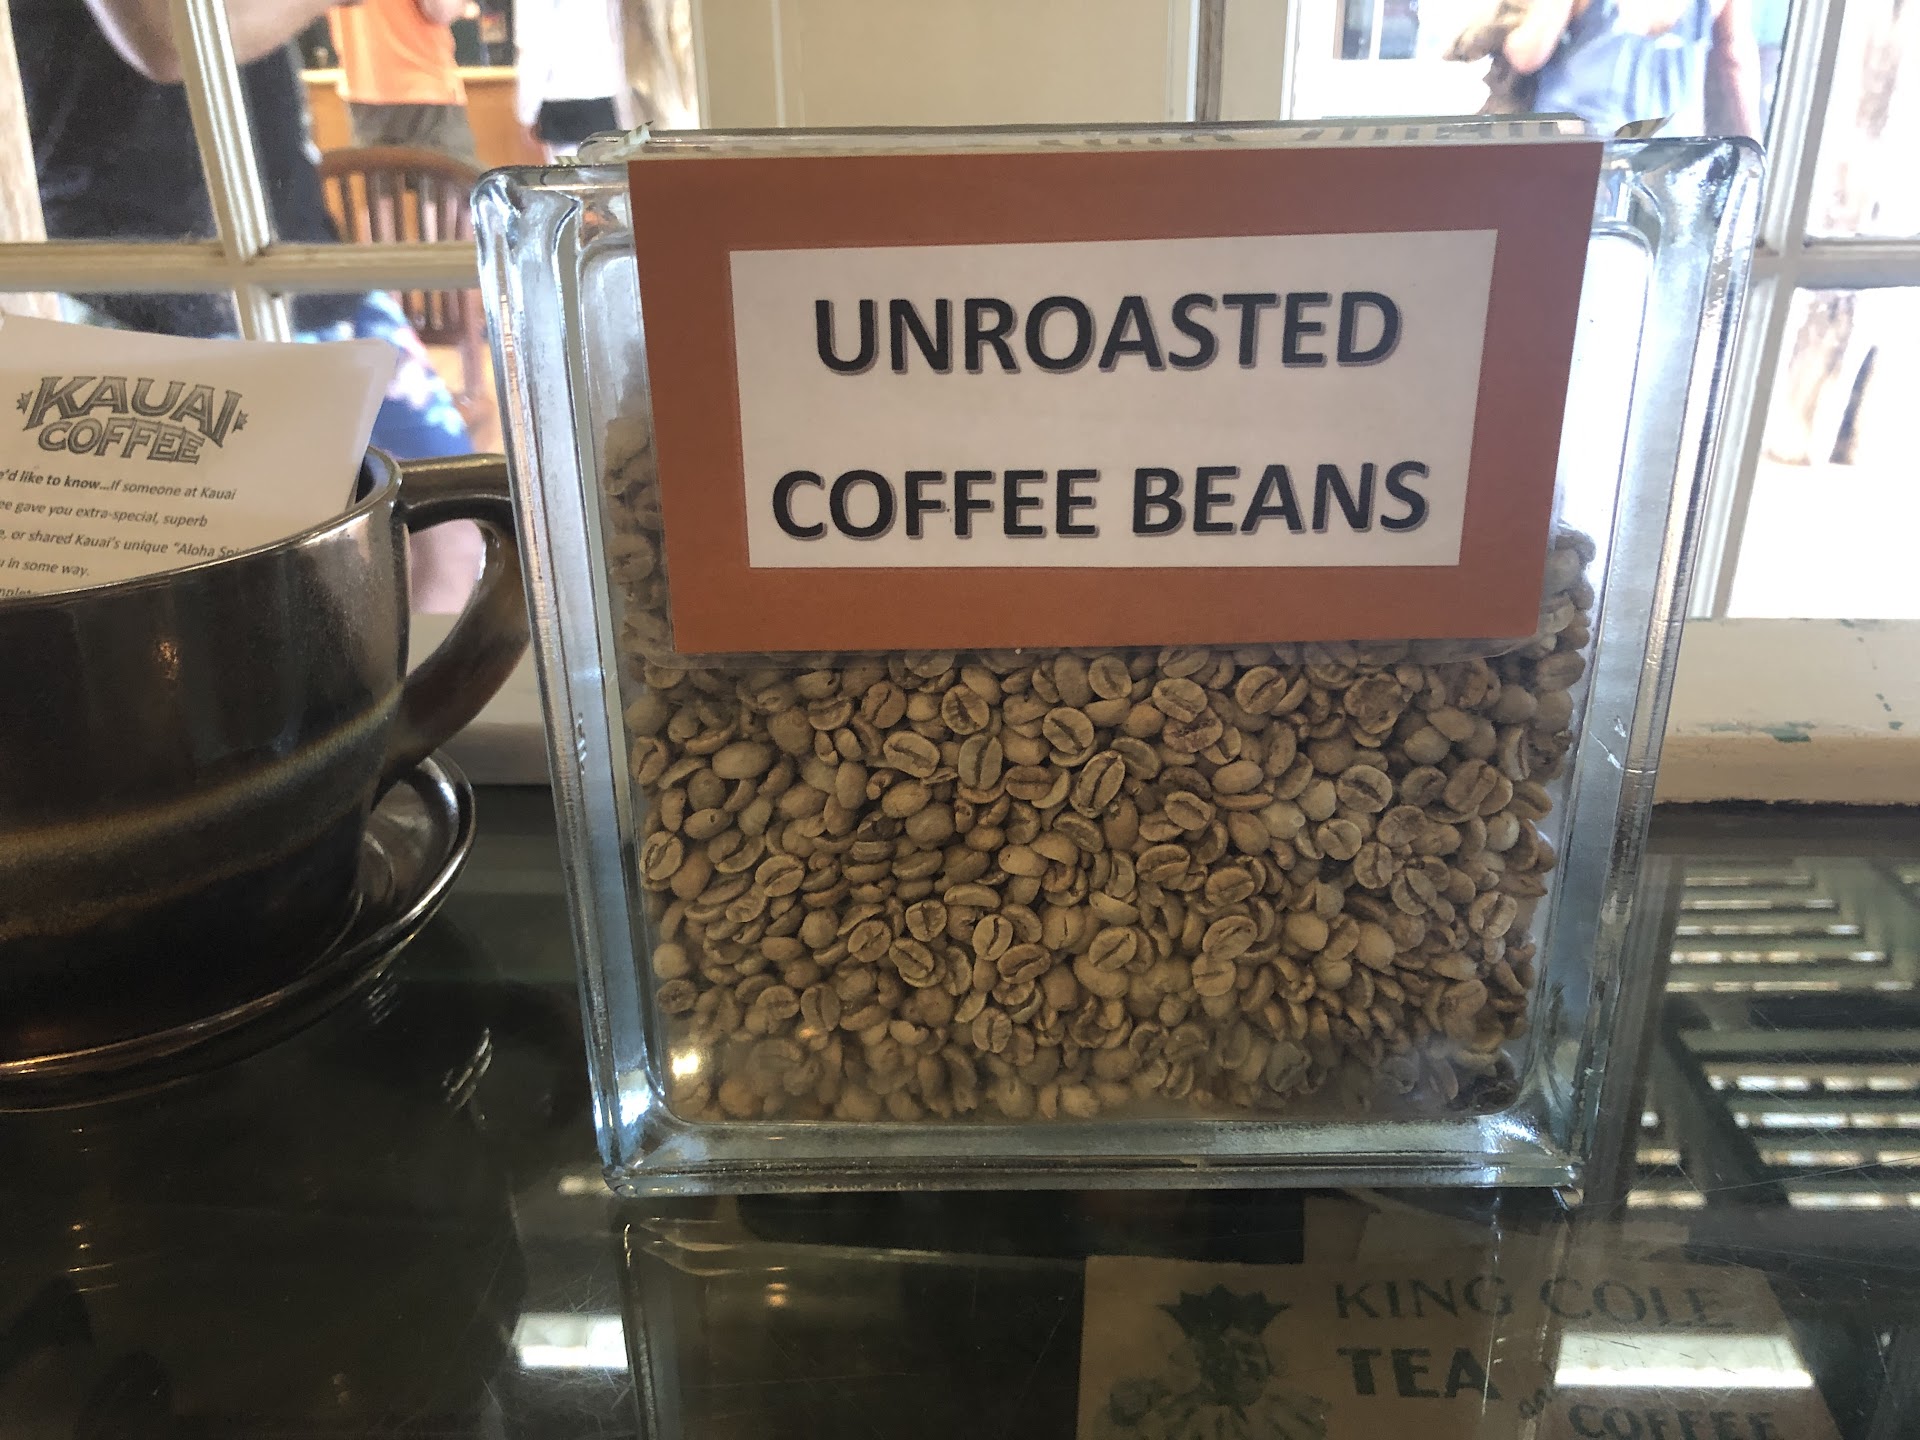 UNROASTED
COFFEE BEANS
KAUAI
COFFEE
e'd like to know...If someone at Kauai
ee gave you extra-special, superb
e, or shared Kauai's unique "Aloha Spi
u in some way.
KING COLE
TEA
COFFEE